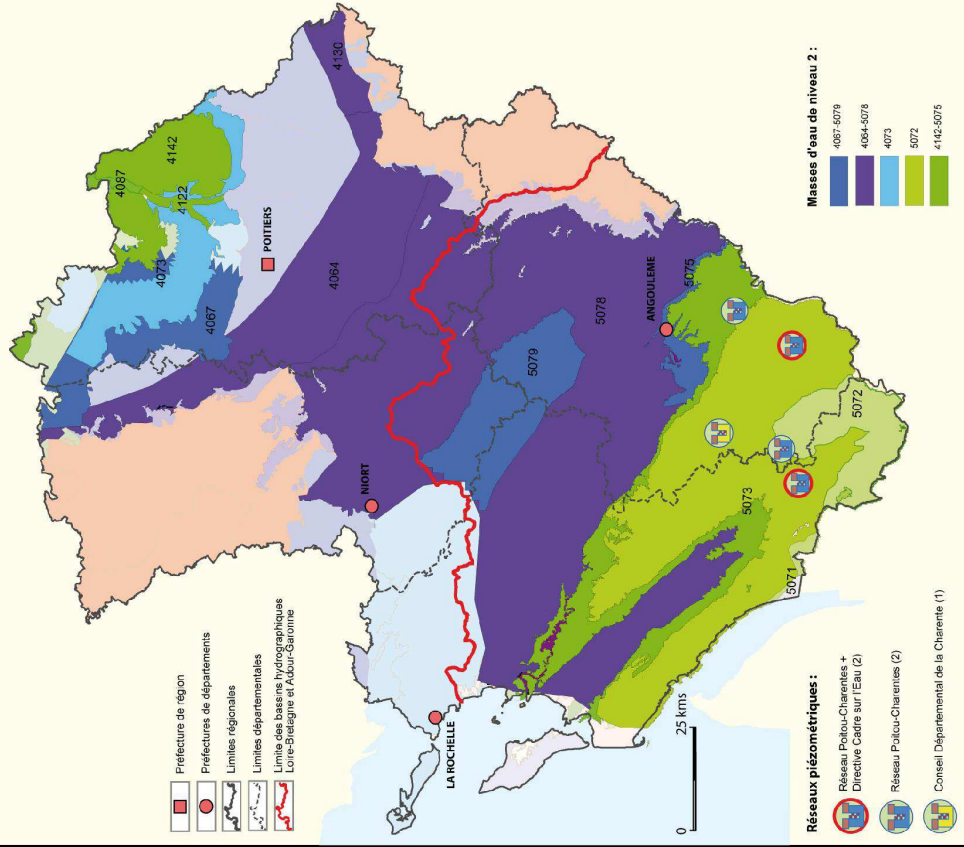 Préfecture de région
Préfectures de départements
Limites régionales
Limites départementales
Limite des bassins hydrographiques
Loire-Bretagne et Adour-Garonne
4087
4142
4122
4073
4067
4130
POITIERS
4064
NIORT
LA ROCHELLE
5079
5078
ANGOULEME
5075
5072
5073
5071
0
25 kms
Réseaux piézométriques :
Réseau Poitou-Charentes +
Directive Cadre sur l'Eau (2)
Réseau Poitou-Charentes (2)
Conseil Départemental de la Charente (1)
Masses d'eau de niveau 2 :
4067-5079
4064-5078
4073
5072
4142-5075